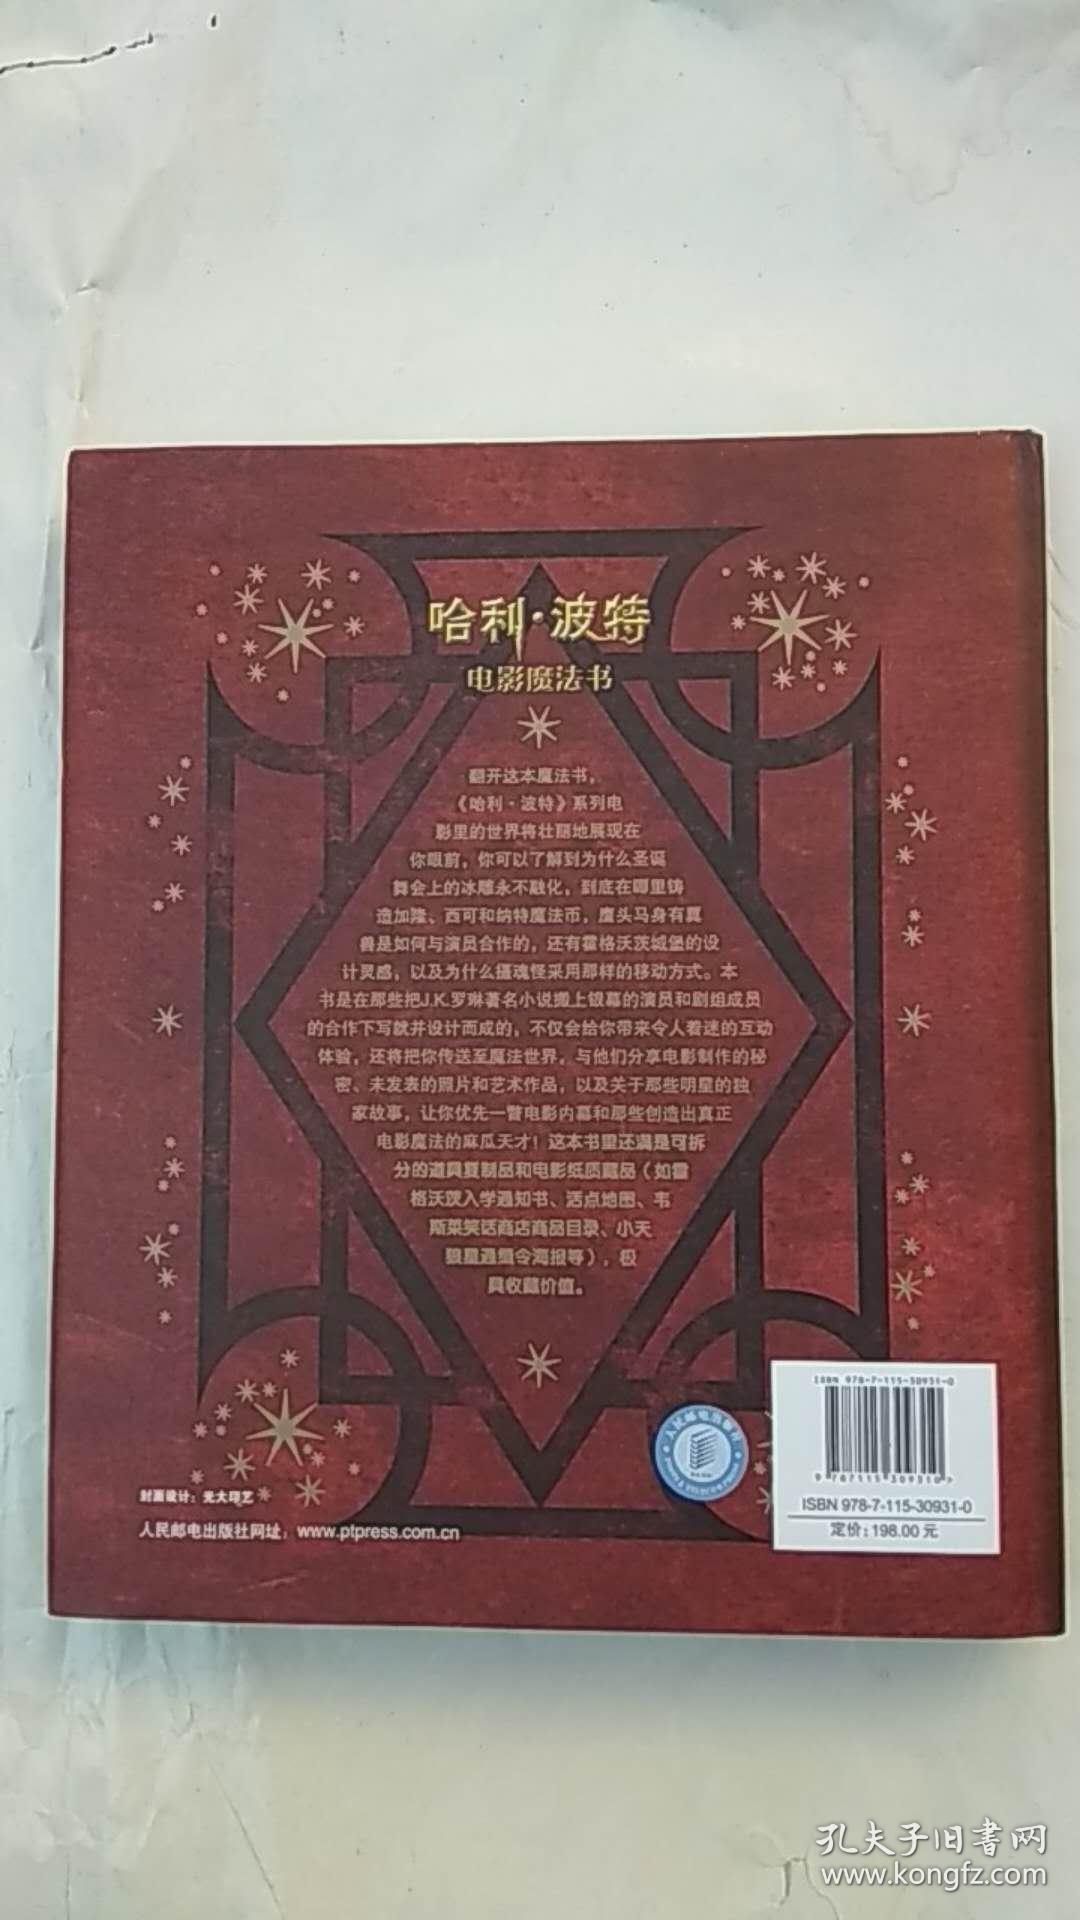 哈利·波特
电影魔法书
翻开这本魔法书，
《哈利·波特》系列电
影里的世界将壮丽地展现在
你眼前，你可以了解到为什么圣诞
舞会上的冰雕永不融化，到底在哪里铸
造加隆、西可和纳特魔法币，鹰头马身有翼
兽是如何与演员合作的，还有霍格沃茨城堡的设
计灵感，以及为什么摄魂怪采用那样的移动方式。本
书是在那些把J.K.罗琳著名小说搬上银幕的演员和剧组成员
的合作下写就并设计而成的，不仅会给你带来令人着迷的互动
体验，还将把你传送至魔法世界，与他们分享电影制作的秘
密、未发表的照片和艺术作品，以及关于那些明星的独
家故事，让你优先一瞥电影内幕和那些创造出真正
电影魔法的麻瓜天才！这本书里还满是可拆
分的道具复制品和电影纸质藏品（如霍
格沃茨入学通知书、活点地图、韦
斯莱笑话商店商品目录、小天
狼星通缉令海报等），极
具收藏价值。
ISBN 978-7-115-30931-0
9 787115 309310 >
ISBN 978-7-115-30931-0
定价：198.00 元
人民邮电出版社
封面设计：光大印艺
人民邮电出版社网址：www.ptpress.com.cn
孔夫子旧書网
www.kongfz.com